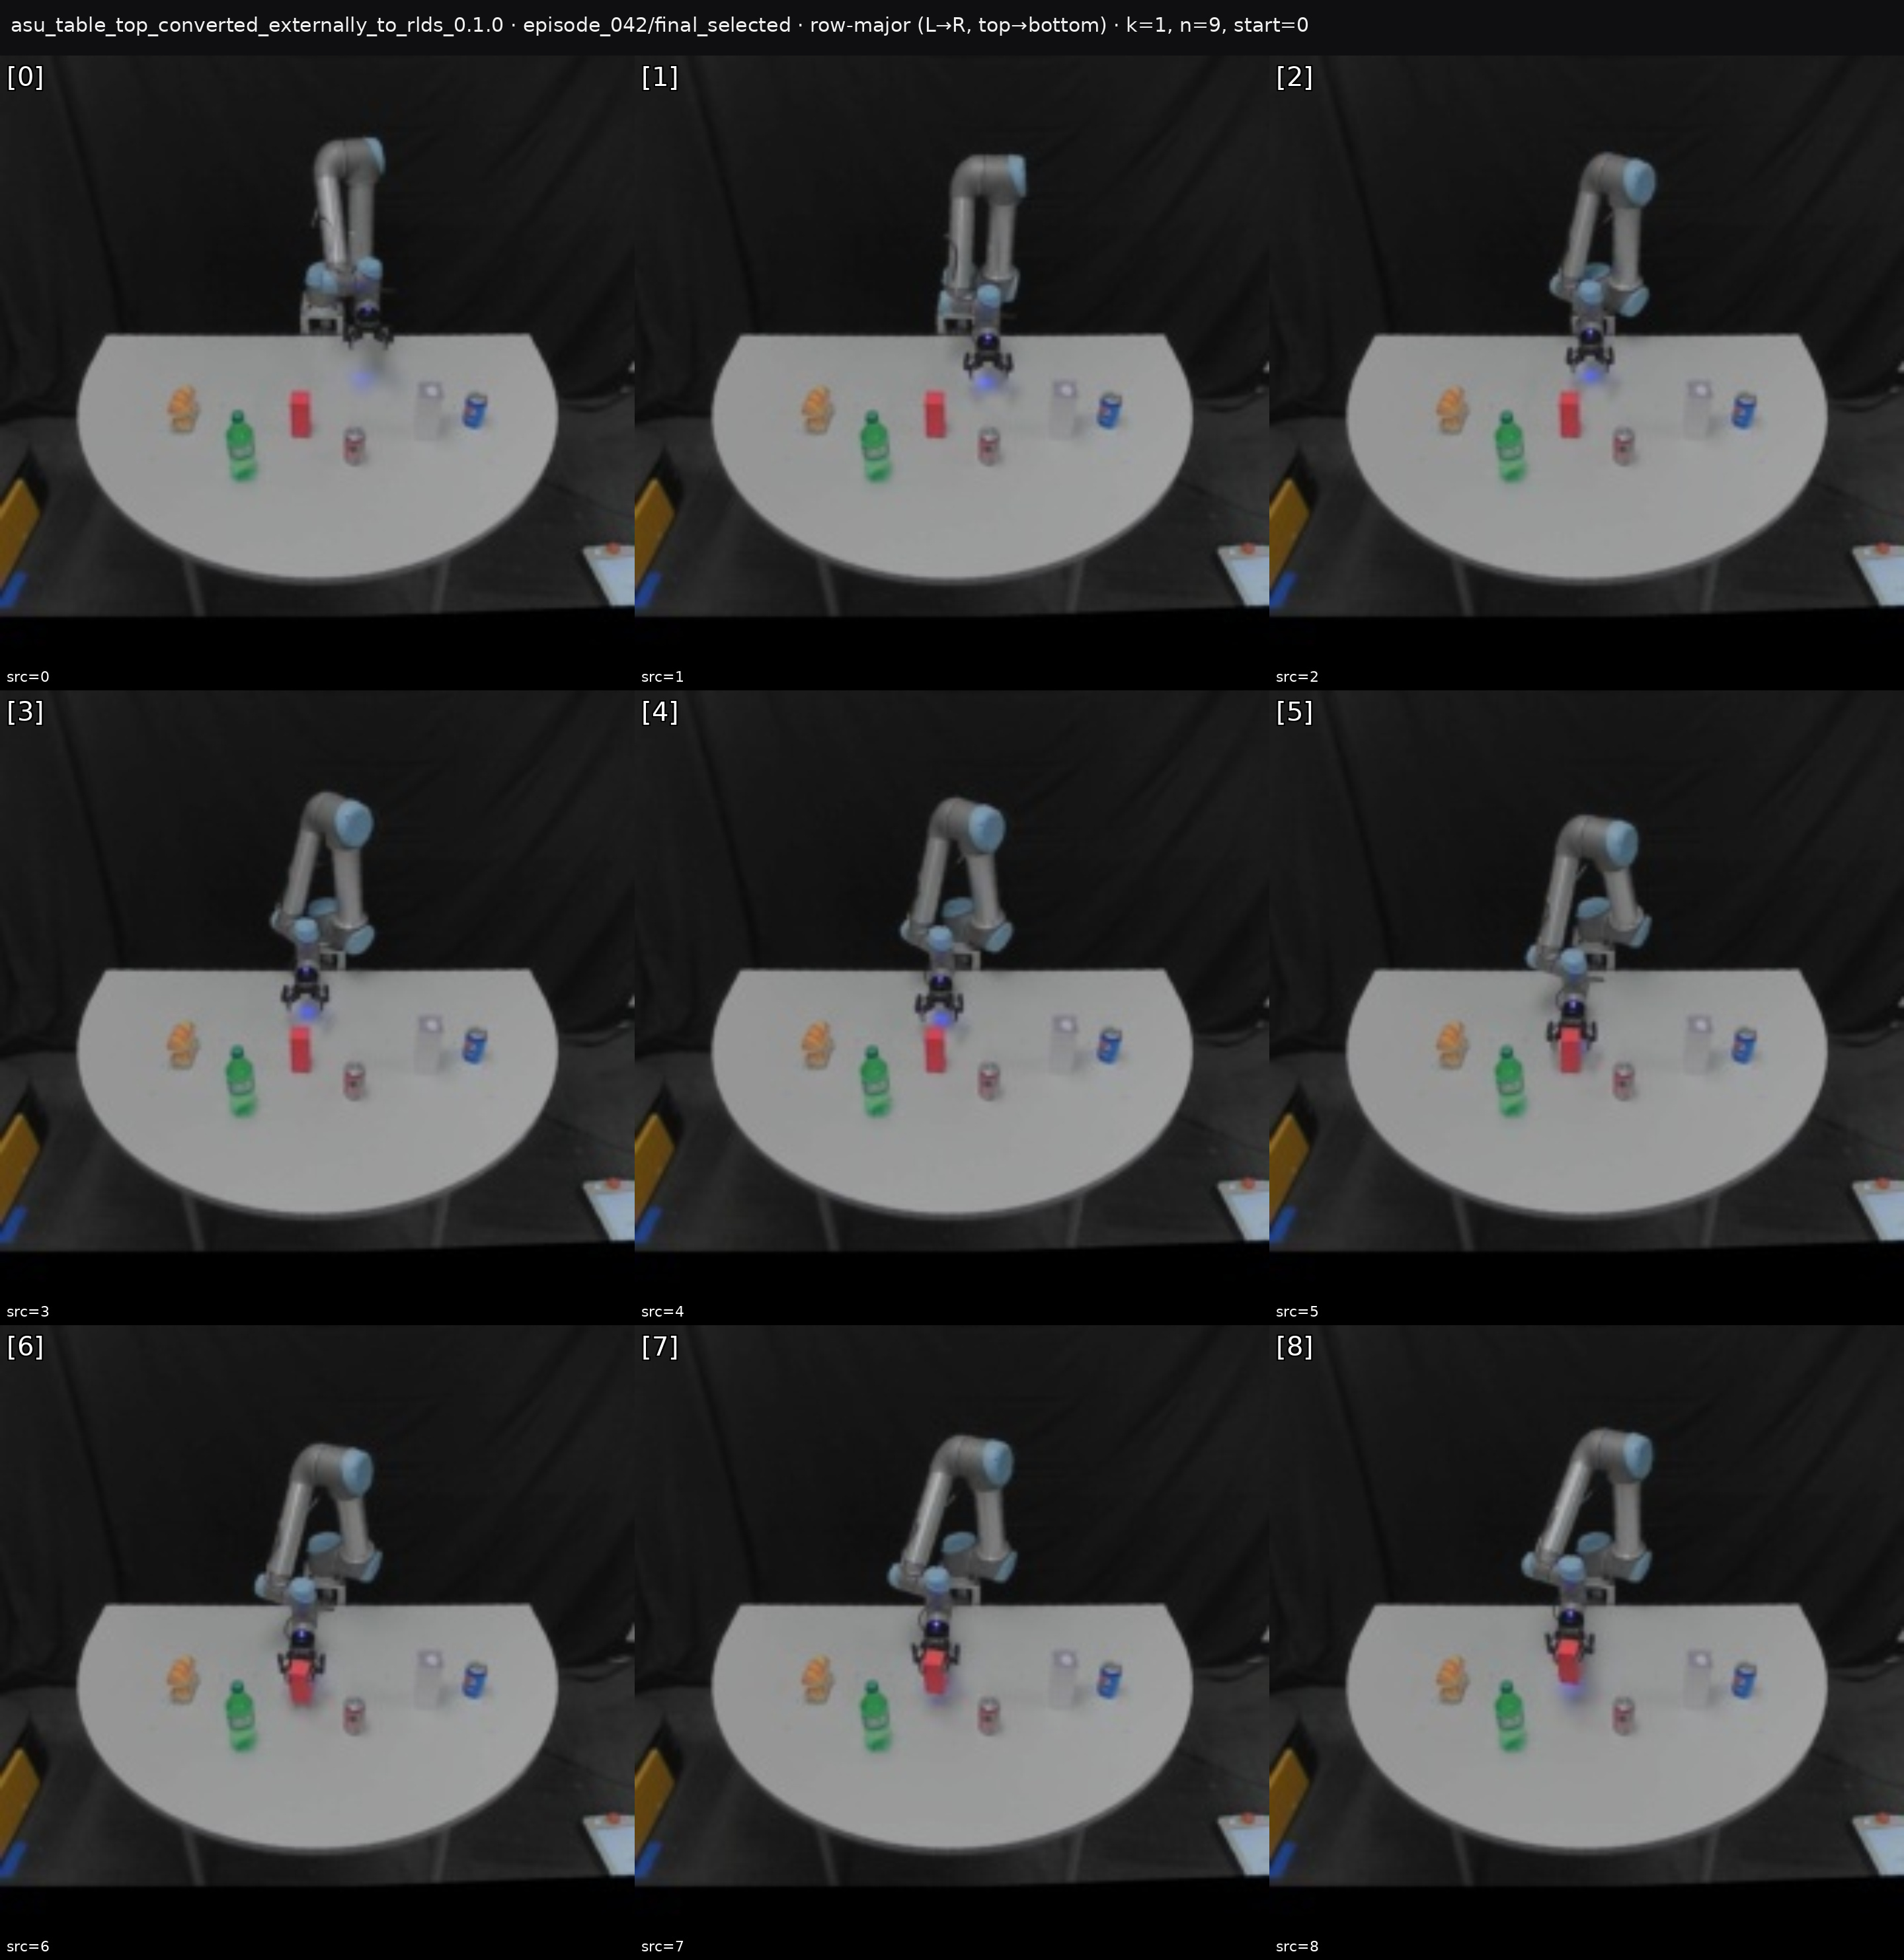 asu_table_top_converted_externally_to_rlds_0.1.0 · episode_042/final_selected · row-major (L→R, top→bottom) · k=1, n=9, start=0
[0]
[1]
[2]
src=0
src=1
src=2
[3]
[4]
[5]
src=3
src=4
src=5
[6]
[7]
[8]
src=6
src=7
src=8